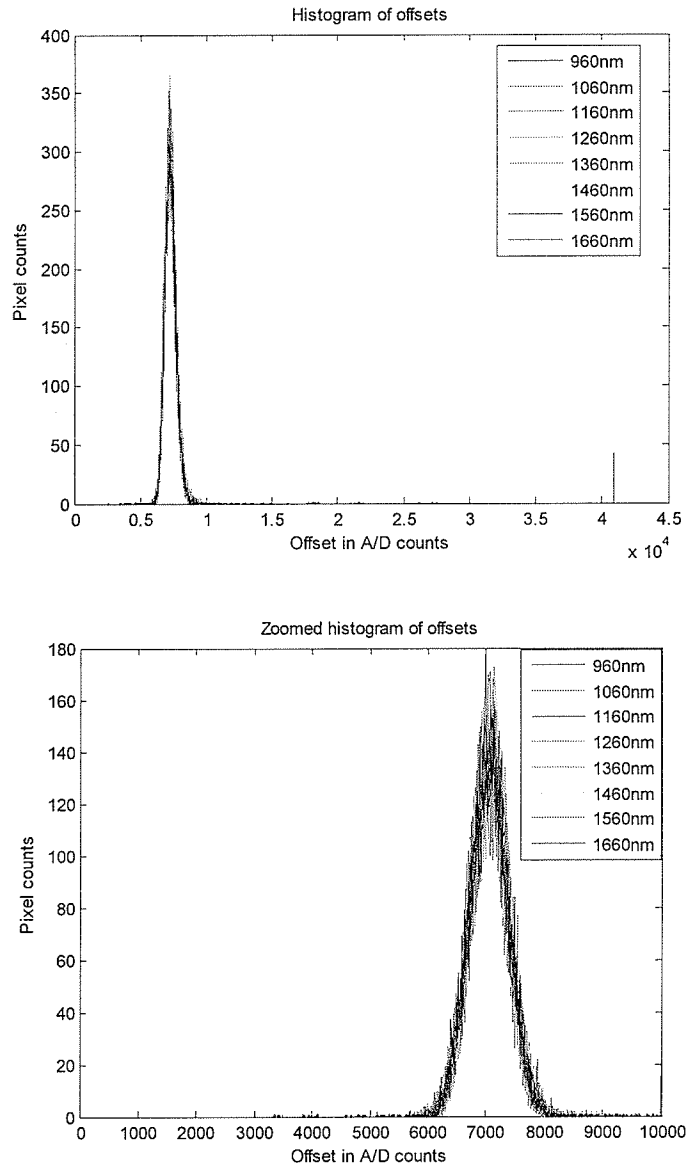 Histogram of offsets
400
350
300
250
200
150
100
50
0
Pixel counts
960nm
1060nm
1160nm
1260nm
1360nm
1460nm
1560nm
1660nm
0 0.5 1 1.5 2 2.5 3 3.5 4 4.5
Offset in A/D counts
x 10^4
Zoomed histogram of offsets
180
160
140
120
100
80
60
40
20
0
Pixel counts
960nm
1060nm
1160nm
1260nm
1360nm
1460nm
1560nm
1660nm
0 1000 2000 3000 4000 5000 6000 7000 8000 9000 10000
Offset in A/D counts